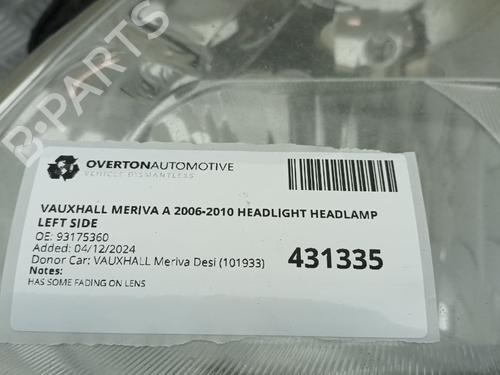 B-PARTS
OVERTONAUTOMOTIVE
VEHICLE DISMANTLESS
VAUXHALL MERIVA A 2006-2010 HEADLIGHT HEADLAMP
LEFT SIDE
OE: 93175360
Added: 04/12/2024
Donor Car: VAUXHALL Meriva Desi (101933)
431335
Notes:
HAS SOME FADING ON LENS